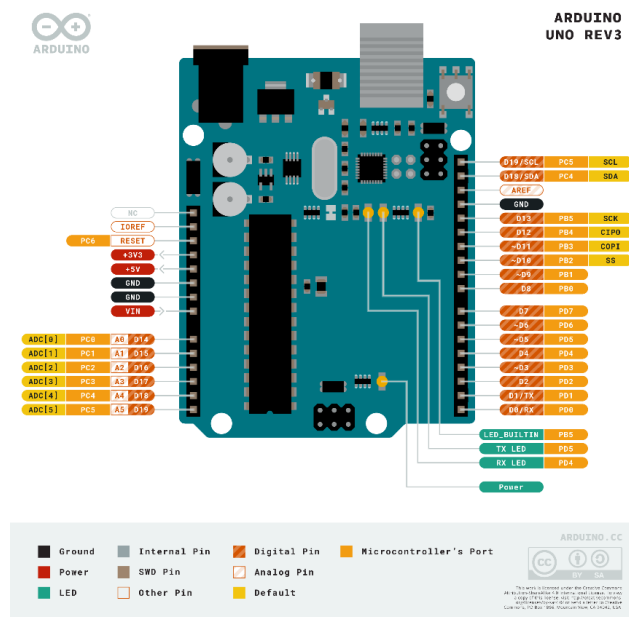 ARDUINO
ARDUINO
UNO REV3
NC
IOREF
PC6 RESET
+3V3
+5V
GND
GND
VIN
ADC[0] PC0 A0 D14
ADC[1] PC1 A1 D15
ADC[2] PC2 A2 D16
ADC[3] PC3 A3 D17
ADC[4] PC4 A4 D18
ADC[5] PC5 A5 D19
D19/SCL PC5 SCL
D18/SDA PC4 SDA
AREF
GND
D13 PB5 SCK
D12 PB4 CIPO
~D11 PB3 COPI
~D10 PB2 SS
~D9 PB1
D8 PB0
D7 PD7
~D6 PD6
~D5 PD5
D4 PD4
~D3 PD3
D2 PD2
D1/TX PD1
D0/RX PD0
LED_BUILTIN PB5
TX LED PD5
RX LED PD4
Power
Ground Internal Pin Digital Pin Microcontroller's Port
Power SWD Pin Analog Pin
LED Other Pin Default
ARDUINO.CC
CC
BY SA